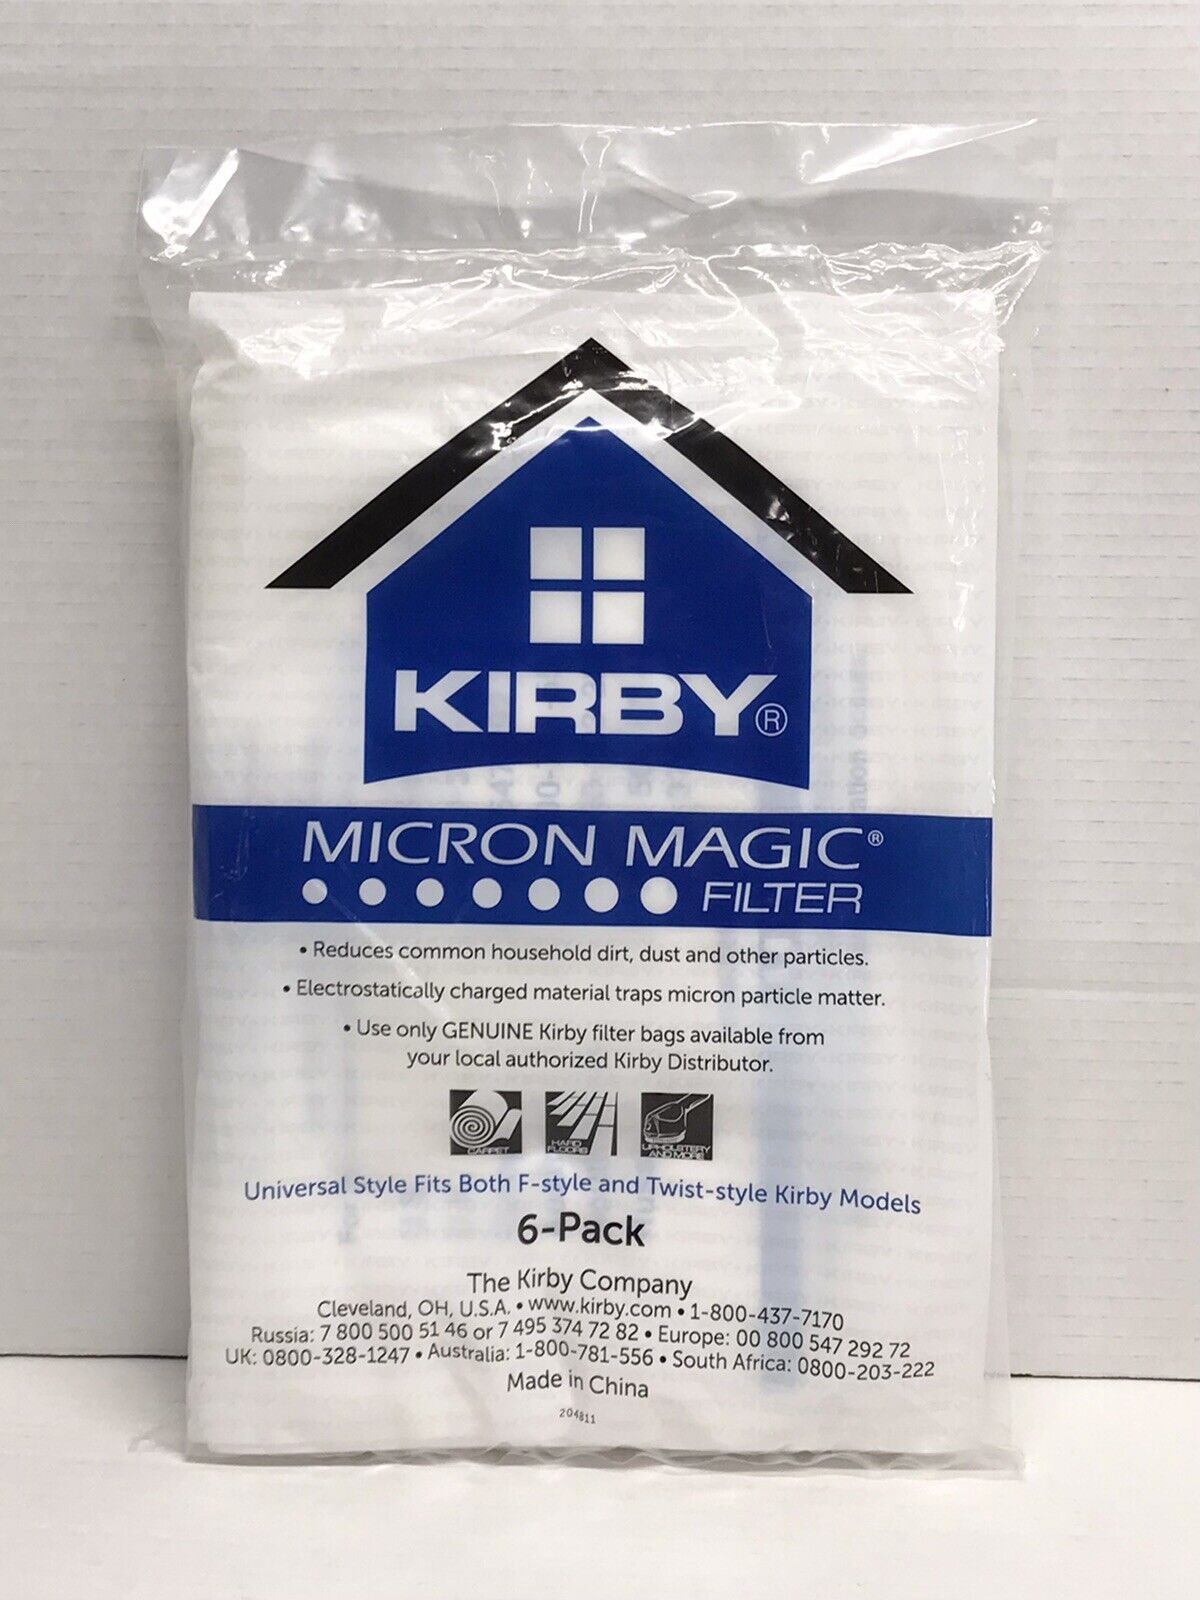 KIRBY®
MICRON MAGIC®
FILTER
• Reduces common household dirt, dust and other particles.
• Electrostatically charged material traps micron particle matter.
• Use only GENUINE Kirby filter bags available from
your local authorized Kirby Distributor.
CARPET
HARD
FLOORS
UPHOLSTERY
AND MORE
Universal Style Fits Both F-style and Twist-style Kirby Models
6-Pack
The Kirby Company
Cleveland, OH, U.S.A. • www.kirby.com • 1-800-437-7170
Russia: 7 800 500 51 46 or 7 495 374 72 82 • Europe: 00 800 547 292 72
UK: 0800-328-1247 • Australia: 1-800-781-556 • South Africa: 0800-203-222
Made in China
204811